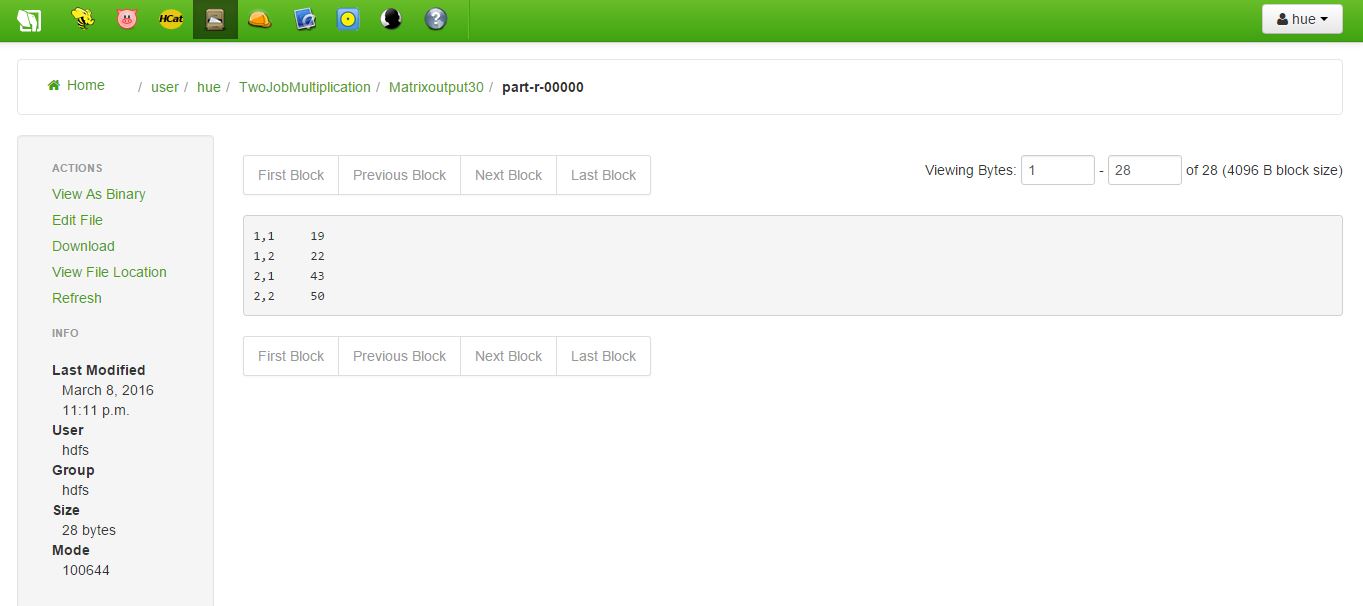 HCat
hue
Home / user / hue / TwoJobMultiplication / Matrixoutput30 / part-r-00000
ACTIONS
View As Binary
Edit File
Download
View File Location
Refresh
INFO
Last Modified
March 8, 2016
11:11 p.m.
User
hdfs
Group
hdfs
Size
28 bytes
Mode
100644
First Block Previous Block Next Block Last Block
Viewing Bytes: 1 - 28 of 28 (4096 B block size)
1,1 19
1,2 22
2,1 43
2,2 50
First Block Previous Block Next Block Last Block